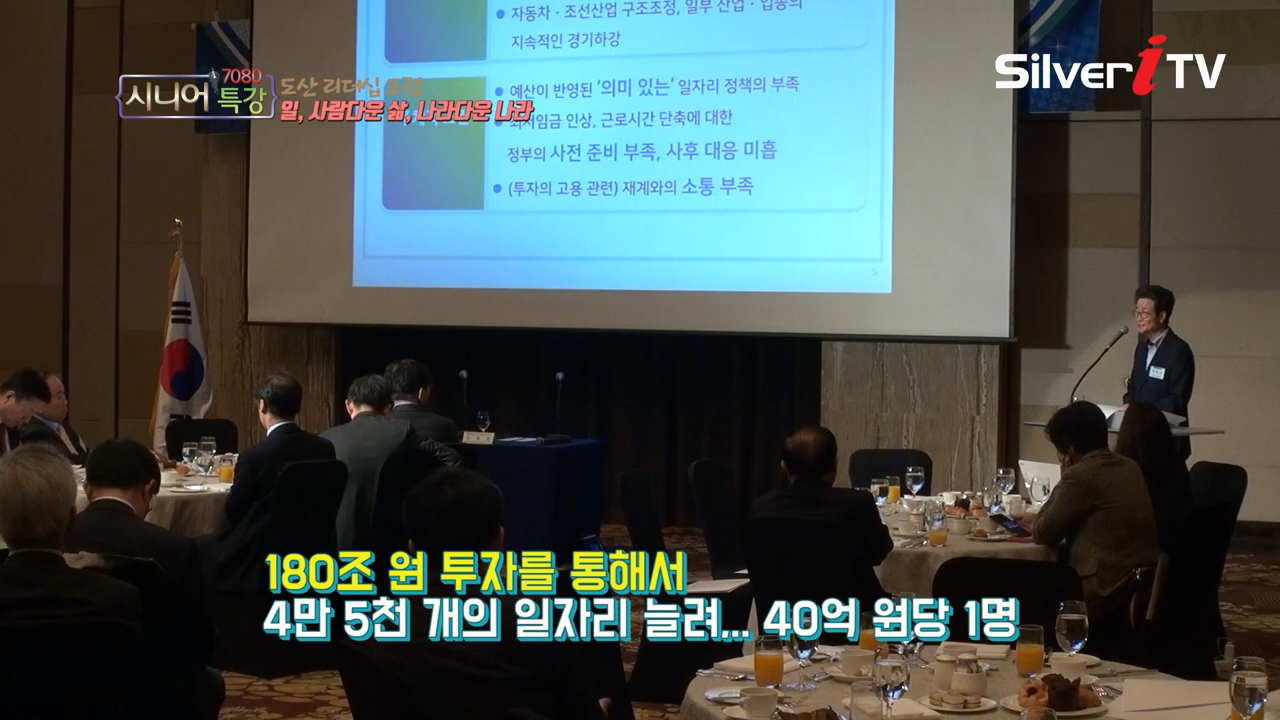 자동차 · 조선산업 구조조정, 일부 산업 · 업종의
지속적인 경기하강
Silver i TV
7080
시니어 특강
도산 리더십 포럼
일, 사람다운 삶, 나라다운 나라
예산이 반영된 '의미 있는' 일자리 정책의 부족
최저임금 인상, 근로시간 단축에 대한
정부의 사전 준비 부족, 사후 대응 미흡
(투자의 고용 관련) 재계와의 소통 부족
5
180조 원 투자를 통해서
4만 5천 개의 일자리 늘려... 40억 원당 1명